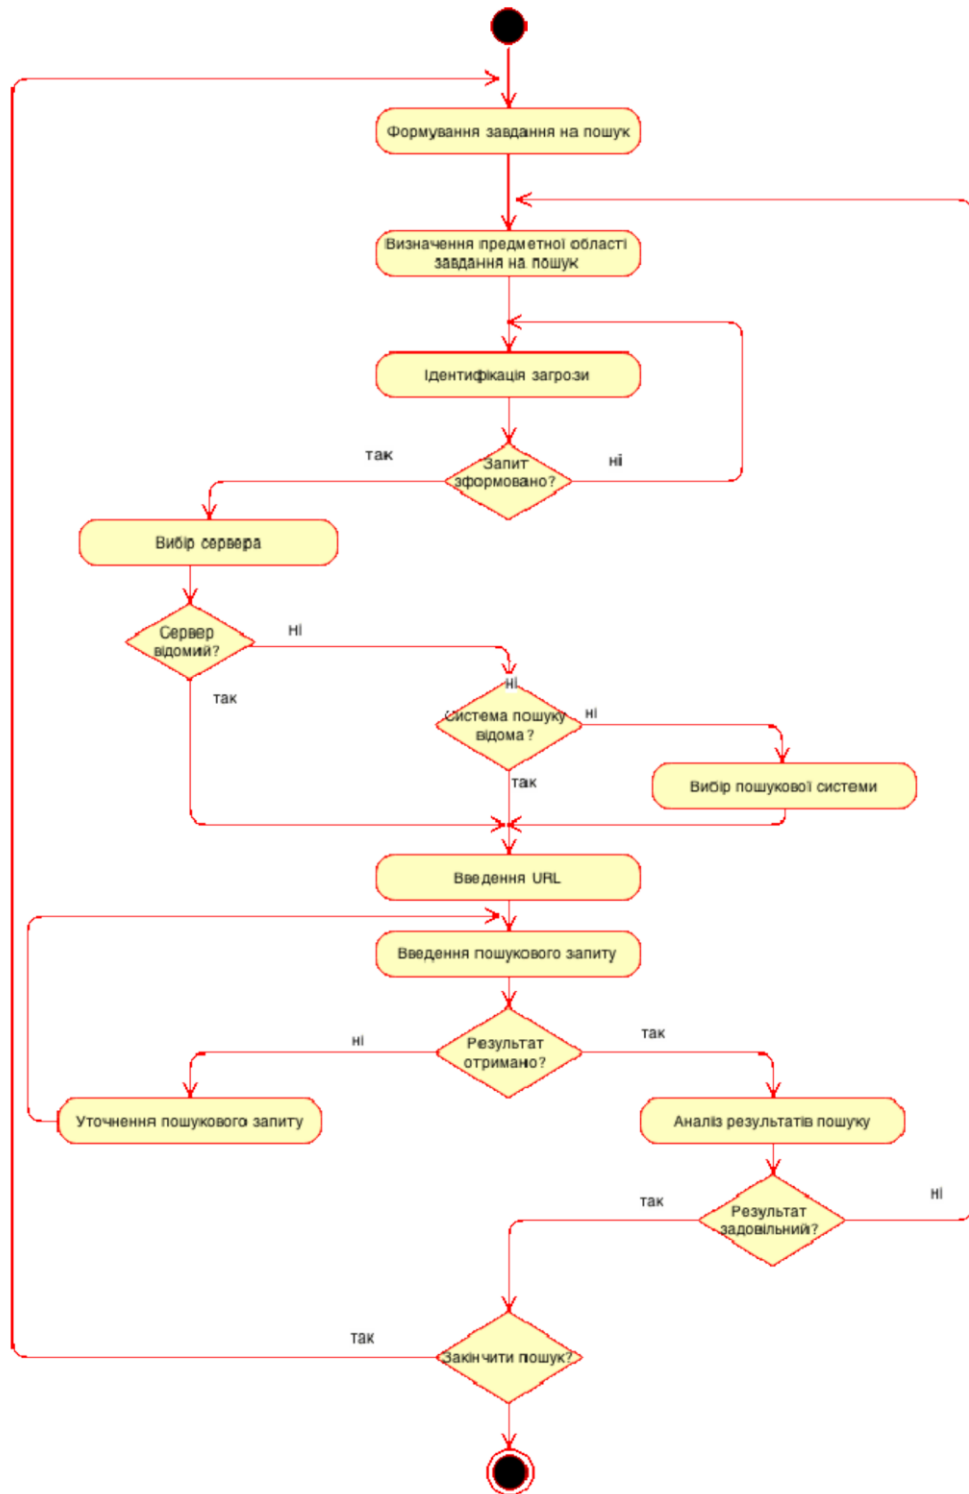 Формування завдання на пошук
Визначення предметної області
завдання на пошук
Ідентифікація загрози
так
Запит
зформовано?
ні
Вибір сервера
Сервер
відомий?
ні
так
ні
Система пошуку
відома?
ні
так
Вибір пошукової системи
Введення URL
Введення пошукового запиту
ні
Результат
отримано?
так
Уточнення пошукового запиту
Аналіз результатів пошуку
так
Результат
задовільний?
ні
так
Закінчити пошук?